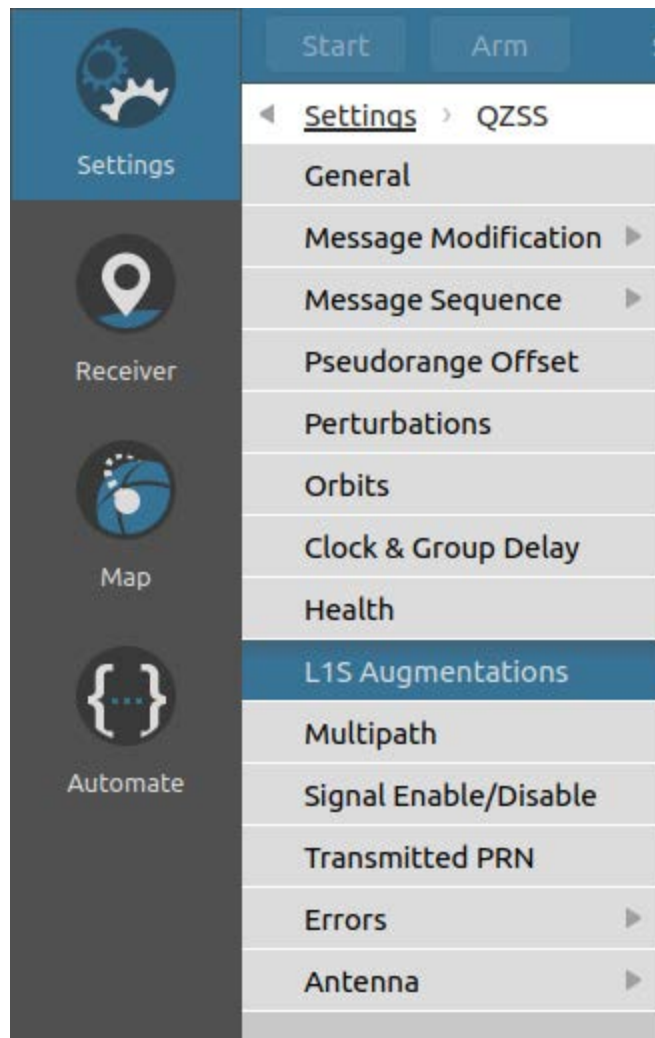 Start Arm
Settings › QZSS
Settings
General
Message Modification
Message Sequence
Receiver
Pseudorange Offset
Perturbations
Orbits
Map
Clock & Group Delay
Health
L1S Augmentations
Multipath
Automate
Signal Enable/Disable
Transmitted PRN
Errors
Antenna